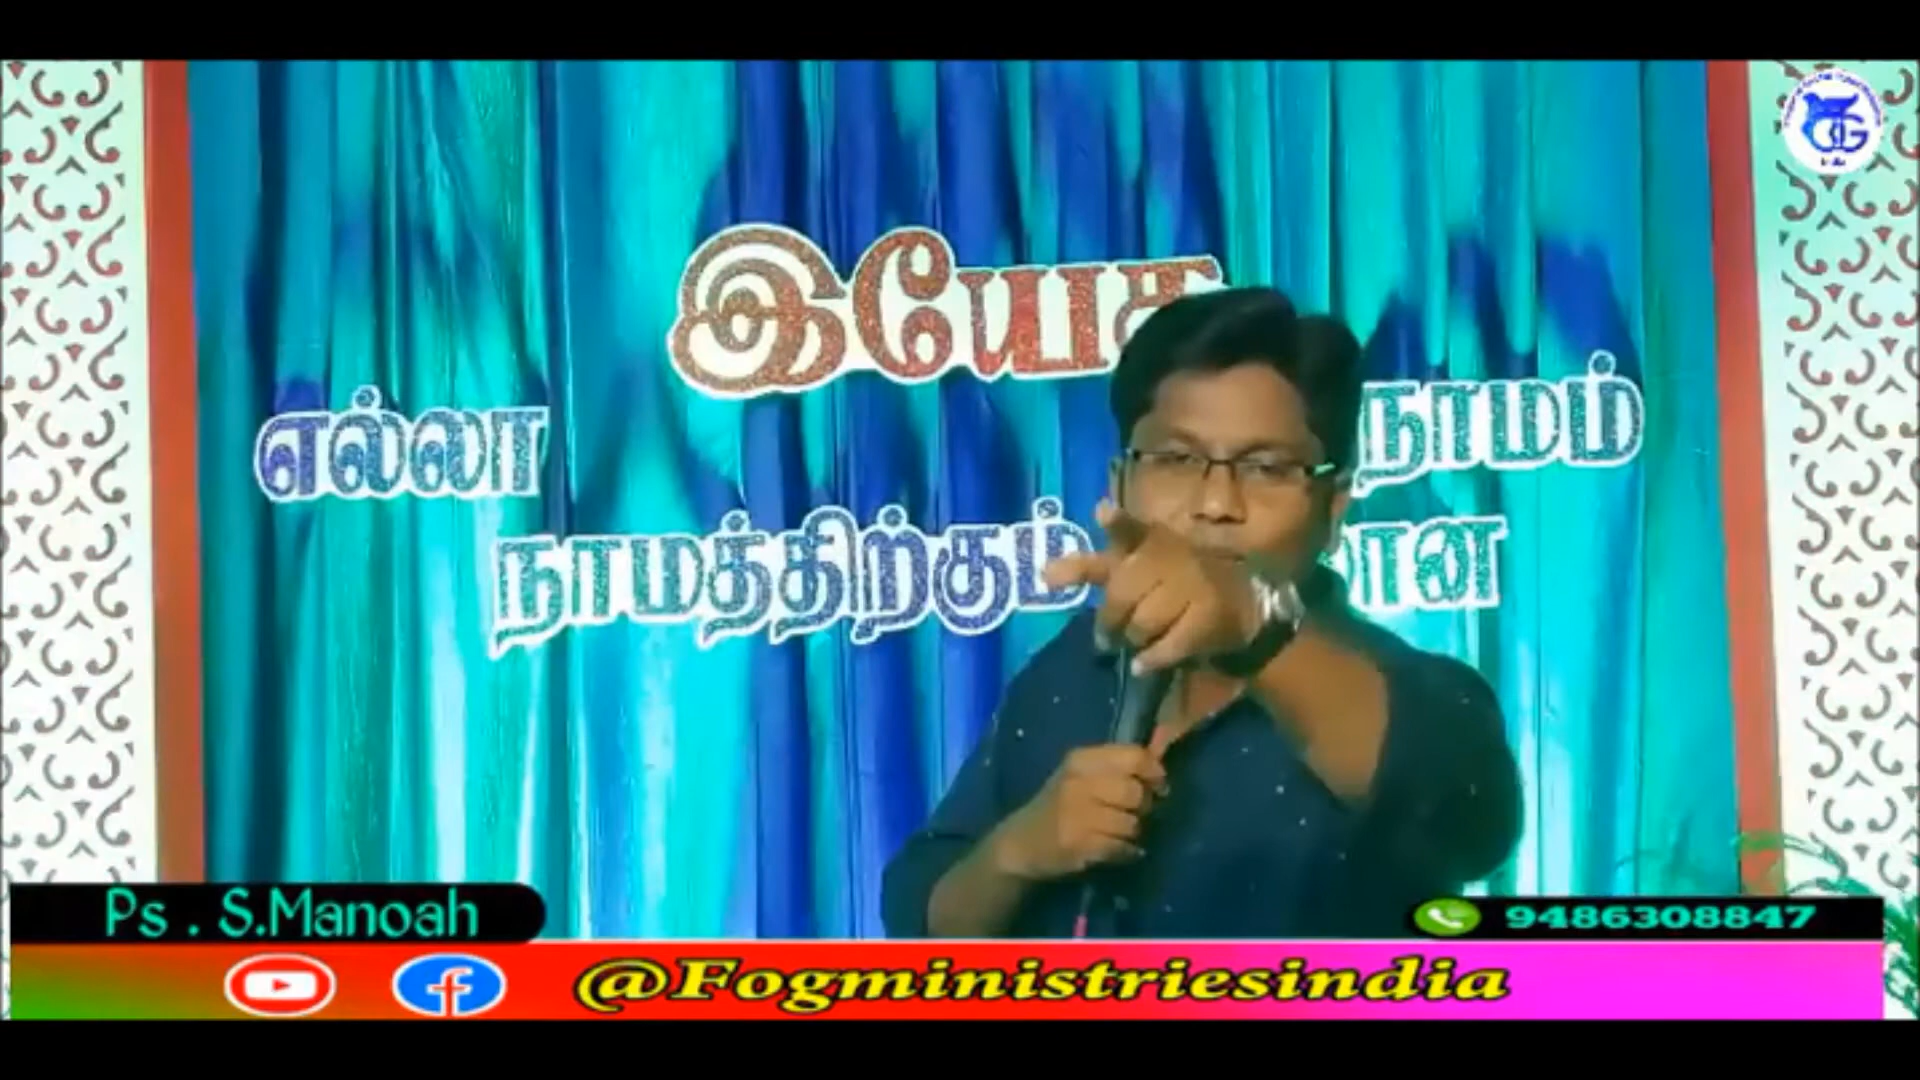 இயேசு
எல்லா நாமம்
நாமத்திற்கும்
Ps . S.Manoah
9486308847
@Fogministriesindia